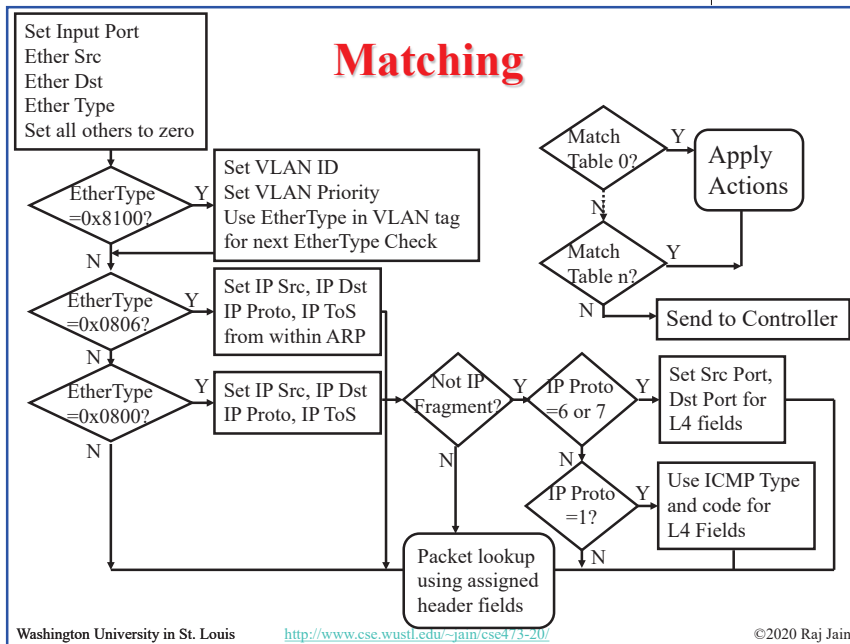 Matching
Set Input Port
Ether Src
Ether Dst
Ether Type
Set all others to zero
EtherType
=0x8100?
Y
N
Set VLAN ID
Set VLAN Priority
Use EtherType in VLAN tag
for next EtherType Check
EtherType
=0x0806?
Y
N
Set IP Src, IP Dst
IP Proto, IP ToS
from within ARP
EtherType
=0x0800?
Y
N
Set IP Src, IP Dst
IP Proto, IP ToS
Not IP
Fragment?
Y
N
IP Proto
=6 or 7
Y
N
Set Src Port,
Dst Port for
L4 fields
IP Proto
=1?
Y
N
Use ICMP Type
and code for
L4 Fields
Packet lookup
using assigned
header fields
Match
Table 0?
Y
N
Apply
Actions
Match
Table n?
Y
N
Send to Controller
Washington University in St. Louis
http://www.cse.wustl.edu/~jain/cse473-20/
©2020 Raj Jain